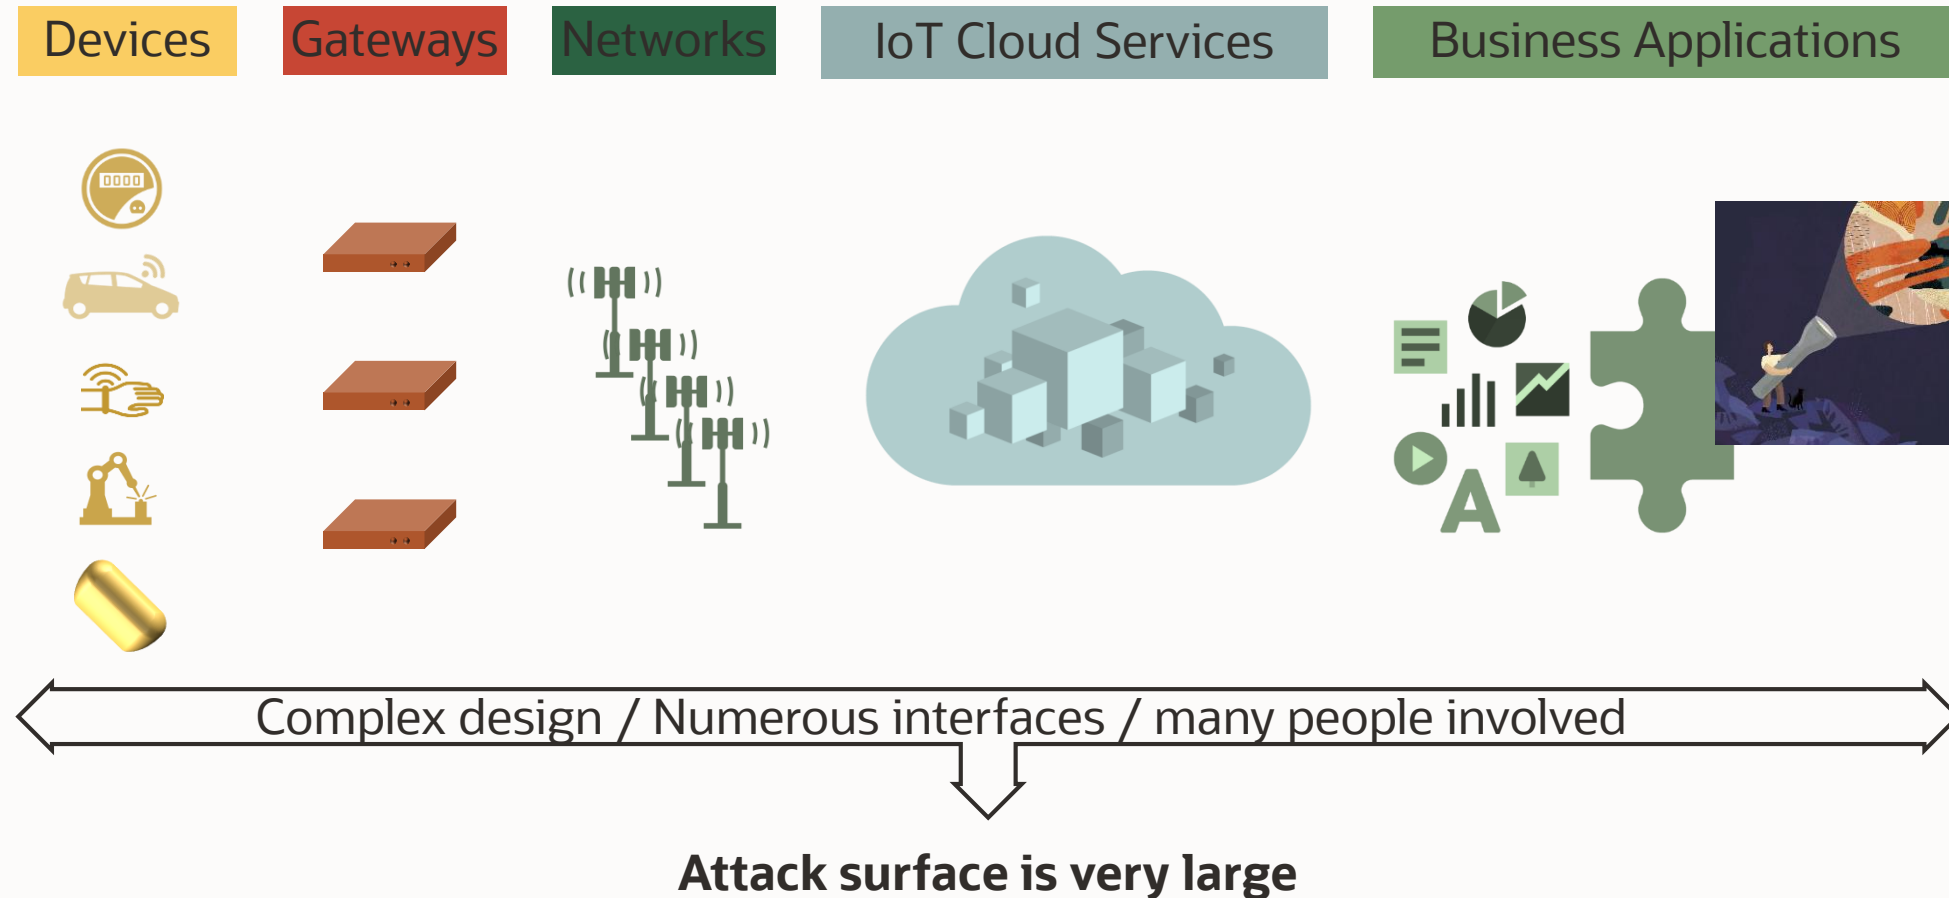 Devices
Gateways
Networks
IoT Cloud Services
Business Applications
0000
A
Complex design / Numerous interfaces / many people involved
Attack surface is very large